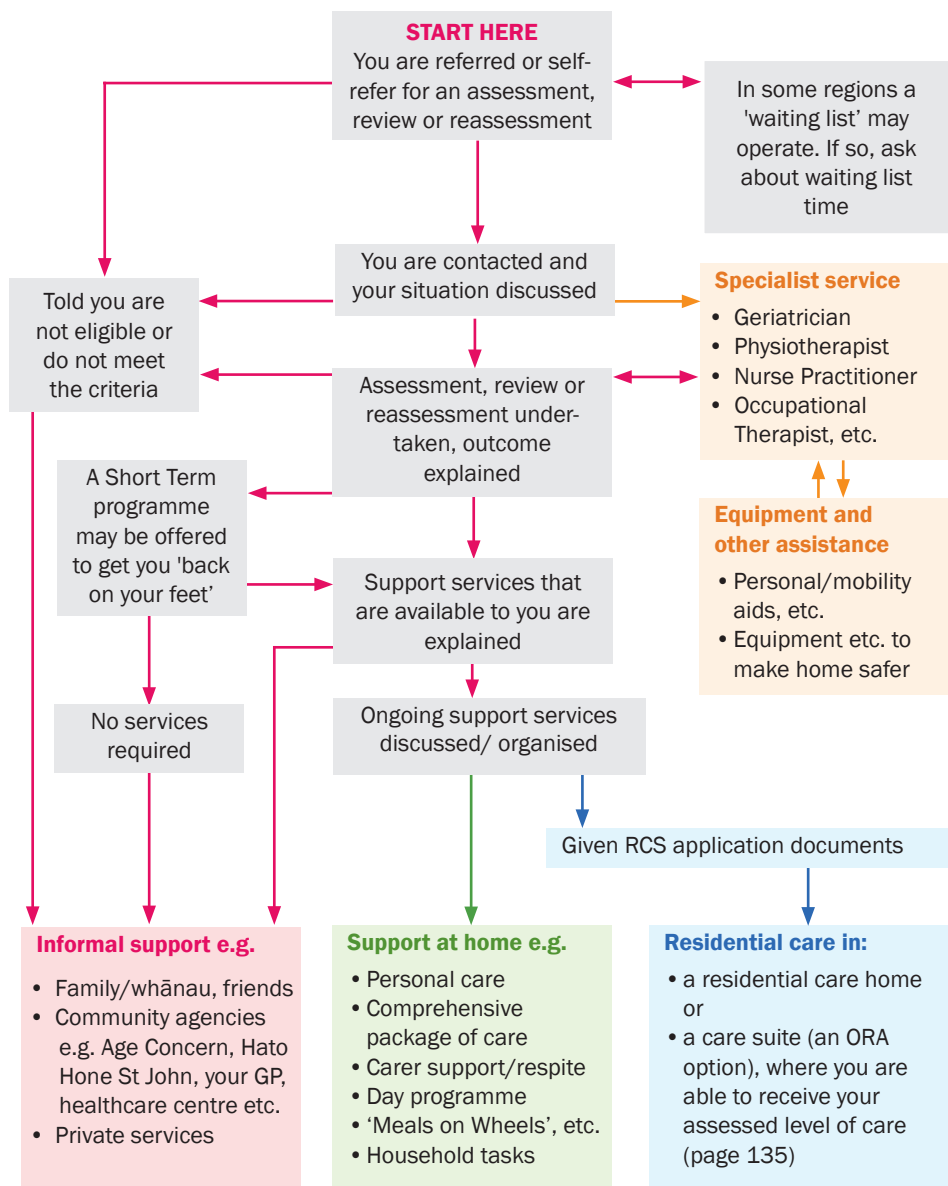 START HERE
You are referred or self-
refer for an assessment,
review or reassessment
In some regions a
'waiting list’ may
operate. If so, ask
about waiting list
time
You are contacted and
your situation discussed
Told you are
not eligible or
do not meet
the criteria
Specialist service
• Geriatrician
• Physiotherapist
• Nurse Practitioner
• Occupational
Therapist, etc.
Assessment, review or
reassessment under-
taken, outcome
explained
A Short Term
programme
may be offered
to get you 'back
on your feet’
Equipment and
other assistance
• Personal/mobility
aids, etc.
• Equipment etc. to
make home safer
Support services that
are available to you are
explained
No services
required
Ongoing support services
discussed/ organised
Given RCS application documents
Informal support e.g.
• Family/whānau, friends
• Community agencies
e.g. Age Concern, Hato
Hone St John, your GP,
healthcare centre etc.
• Private services
Support at home e.g.
• Personal care
• Comprehensive
package of care
• Carer support/respite
• Day programme
• ‘Meals on Wheels’, etc.
• Household tasks
Residential care in:
• a residential care home
or
• a care suite (an ORA
option), where you are
able to receive your
assessed level of care
(page 135)